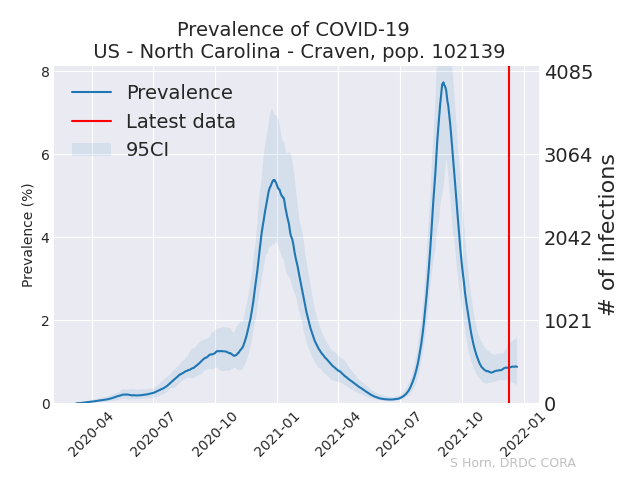 Prevalence of COVID-19
US - North Carolina - Craven, pop. 102139
Prevalence
Latest data
95CI
Prevalence (%)
8
6
4
2
0
4085
3064
2042
1021
0
# of infections
2020-04
2020-07
2020-10
2021-01
2021-04
2021-07
2021-10
2022-01
S Horn, DRDC CORA